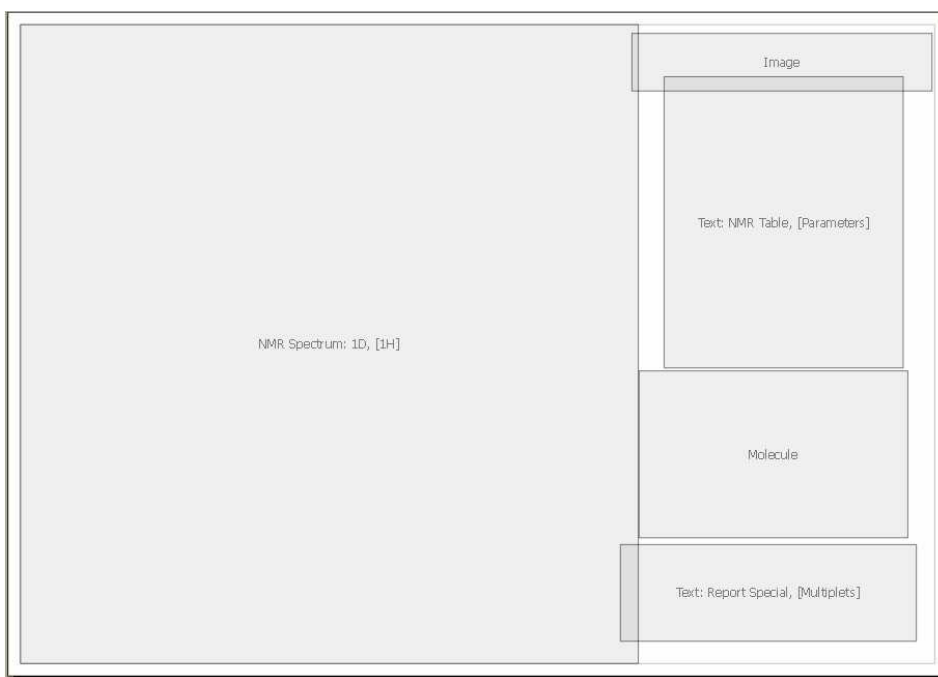 Image
Text: NMR Table, [Parameters]
NMR Spectrum: 1D, [1H]
Molecule
Text: Report Special, [Multiplets]